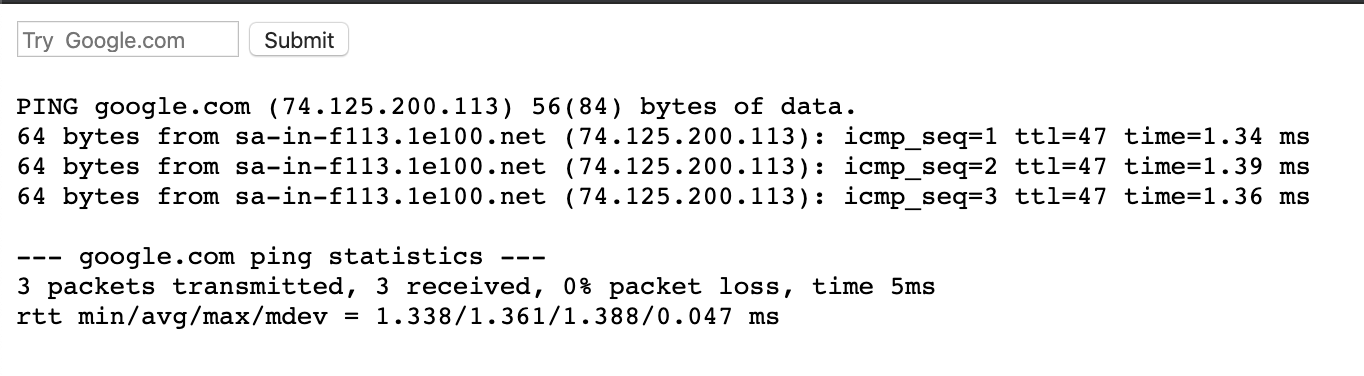 Try Google.com Submit
PING google.com (74.125.200.113) 56(84) bytes of data.
64 bytes from sa-in-f113.1e100.net (74.125.200.113): icmp_seq=1 ttl=47 time=1.34 ms
64 bytes from sa-in-f113.1e100.net (74.125.200.113): icmp_seq=2 ttl=47 time=1.39 ms
64 bytes from sa-in-f113.1e100.net (74.125.200.113): icmp_seq=3 ttl=47 time=1.36 ms
--- google.com ping statistics ---
3 packets transmitted, 3 received, 0% packet loss, time 5ms
rtt min/avg/max/mdev = 1.338/1.361/1.388/0.047 ms